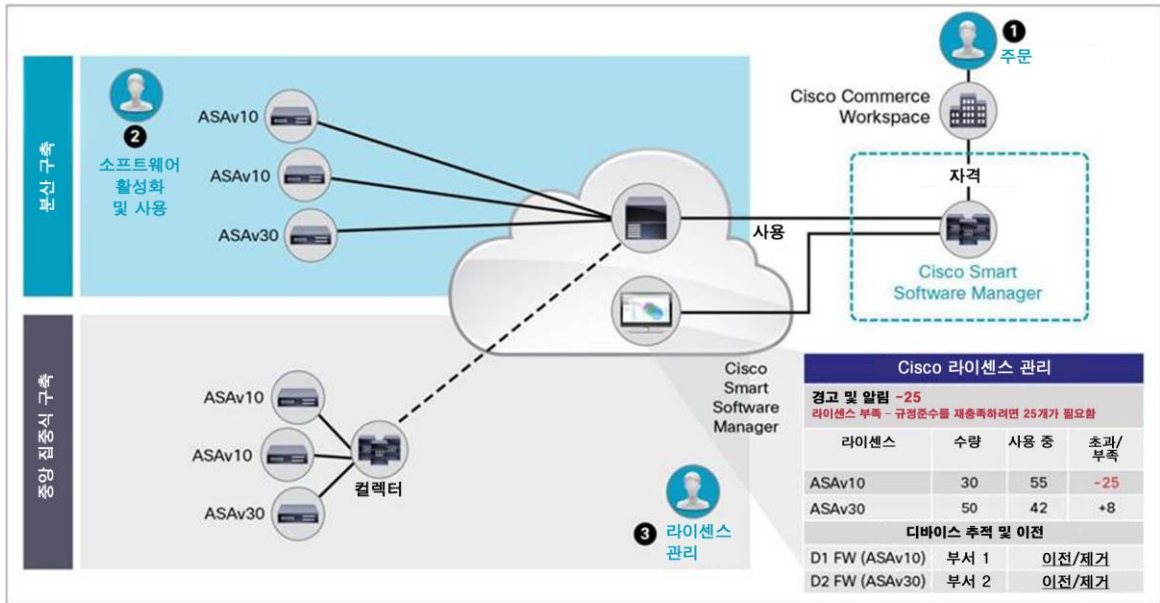 1
주문
Cisco Commerce
Workspace
자격
Cisco Smart
Software Manager
분산 구축
2
소프트웨어
활성화
및 사용
ASAv10
ASAv10
ASAv30
사용
중앙 집중식 구축
ASAv10
ASAv10
ASAv30
컬렉터
Cisco
Smart
Software
Manager
3 라이센스
관리
Cisco 라이센스 관리
경고 및 알림 -25
라이센스 부족 – 규정준수를 재충족하려면 25개가 필요함
라이센스 수량 사용 중 초과/
부족
ASAv10 30 55 -25
ASAv30 50 42 +8
디바이스 추적 및 이전
D1 FW (ASAv10) 부서 1 이전/제거
D2 FW (ASAv30) 부서 2 이전/제거